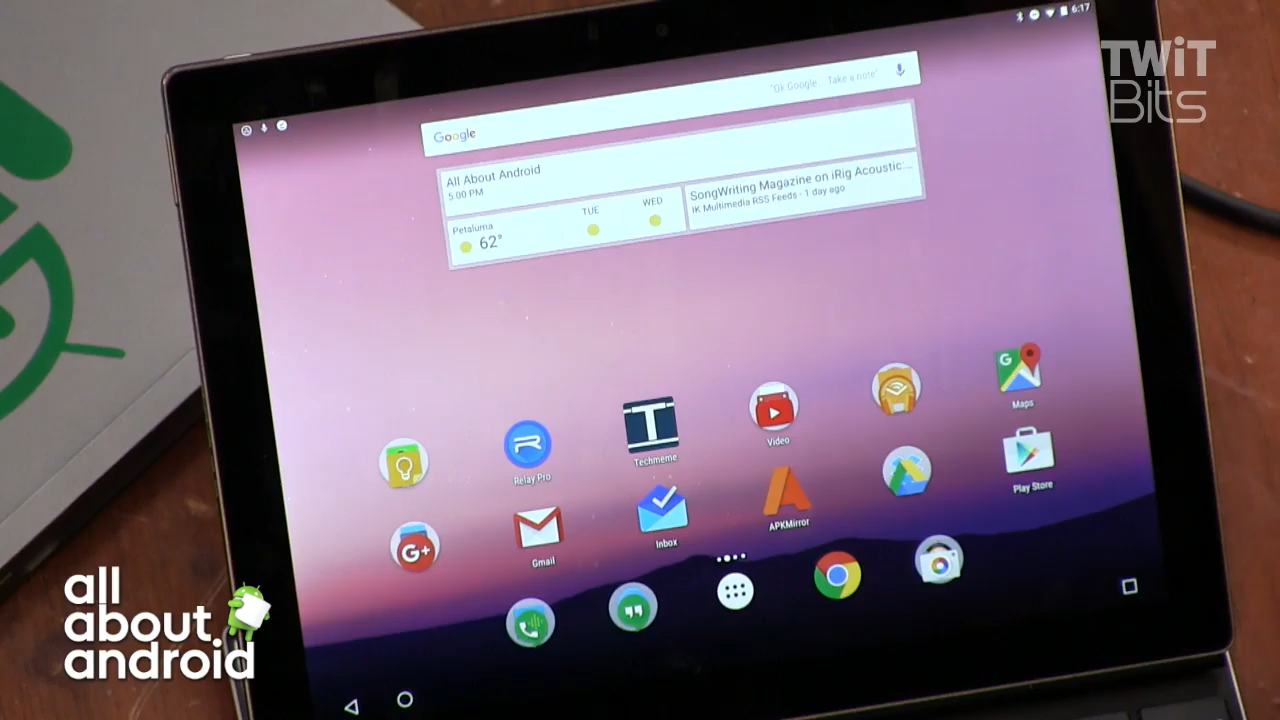 6:17
TWiT
Bits
Google
"Ok Google... Take a note"
All About Android
5:00 PM
Petaluma
62°
TUE
WED
SongWriting Magazine on iRig Acoustic:...
IK Multimedia RSS Feeds - 1 day ago
G
Maps
Relay Pro
T
Techmeme
Video
Play Store
G+
Gmail
Inbox
APKMirror
all
about
android